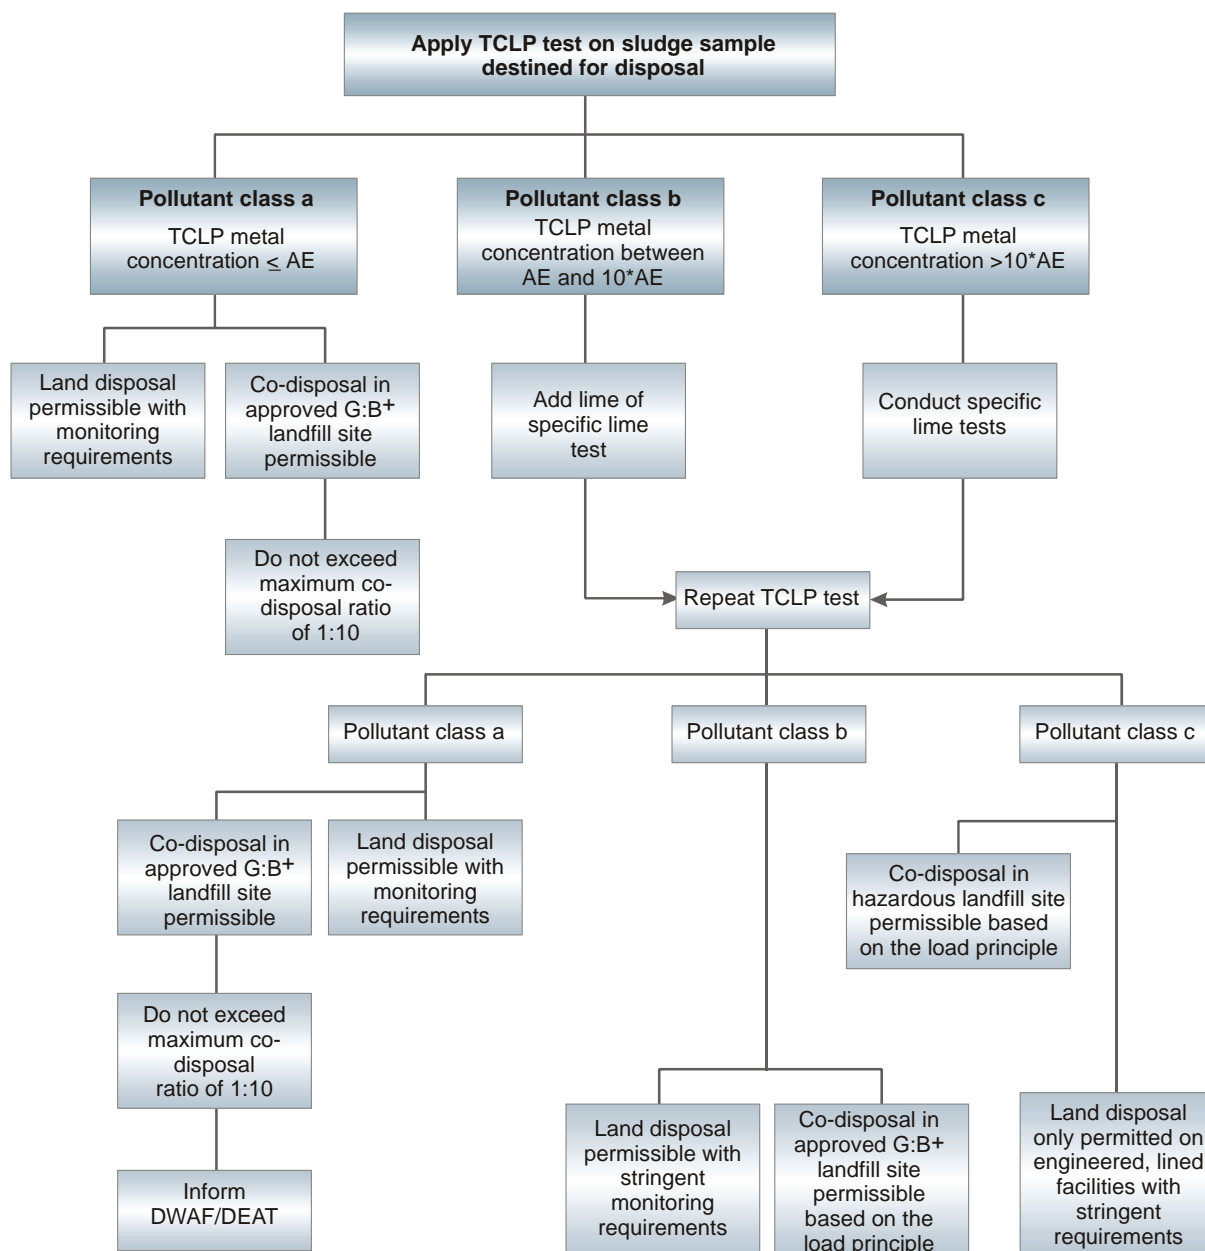 Apply TCLP test on sludge sample
destined for disposal
Pollutant class a
TCLP metal
concentration ≤ AE
Pollutant class b
TCLP metal
concentration between
AE and 10*AE
Pollutant class c
TCLP metal
concentration >10*AE
Land disposal
permissible with
monitoring
requirements
Co-disposal in
approved G:B+
landfill site
permissible
Add lime of
specific lime
test
Conduct specific
lime tests
Do not exceed
maximum co-
disposal ratio
of 1:10
Repeat TCLP test
Pollutant class a
Pollutant class b
Pollutant class c
Co-disposal in
approved G:B+
landfill site
permissible
Land disposal
permissible with
monitoring
requirements
Co-disposal in
hazardous landfill site
permissible based
on the load principle
Do not exceed
maximum co-
disposal
ratio of 1:10
Inform
DWAF/DEAT
Land disposal
permissible with
stringent
monitoring
requirements
Co-disposal in
approved G:B+
landfill site
permissible
based on the
load principle
Land disposal
only permitted on
engineered, lined
facilities with
stringent
requirements